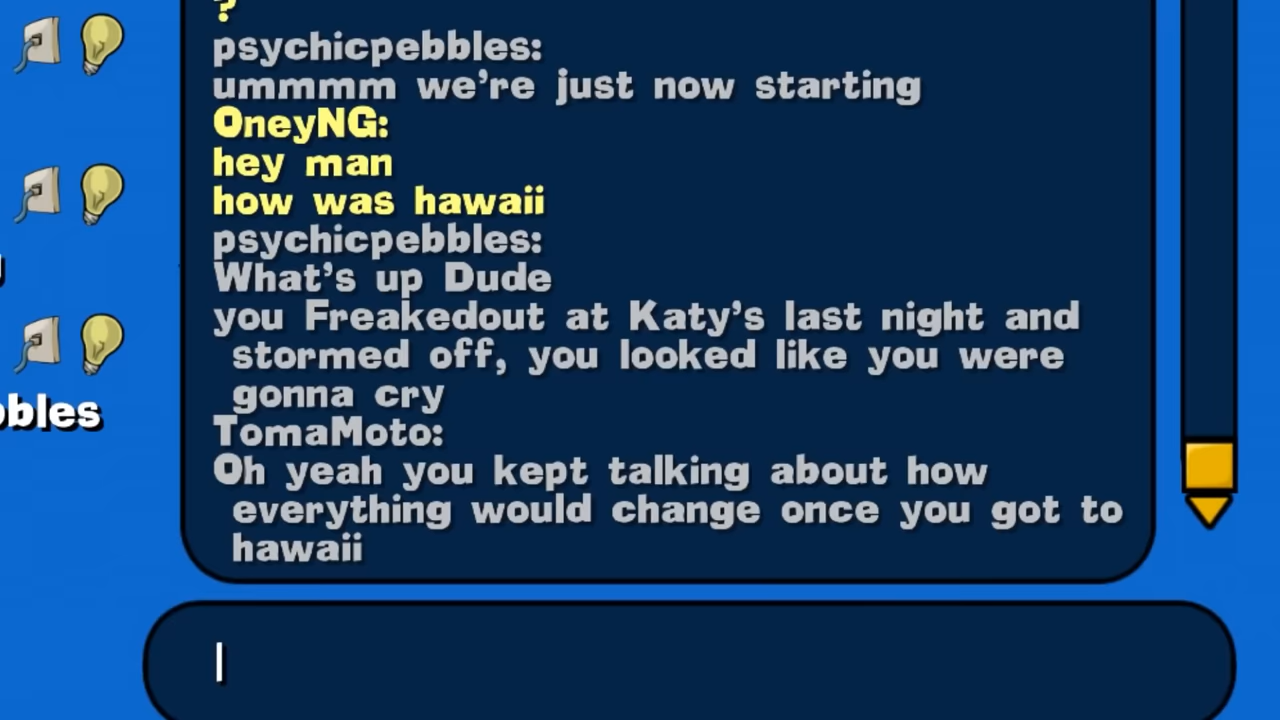 ?
psychicpebbles:
ummmm we're just now starting
OneyNG:
hey man
how was hawaii
psychicpebbles:
What's up Dude
you Freakedout at Katy's last night and
stormed off, you looked like you were
gonna cry
bbles
TomaMoto:
Oh yeah you kept talking about how
everything would change once you got to
hawaii